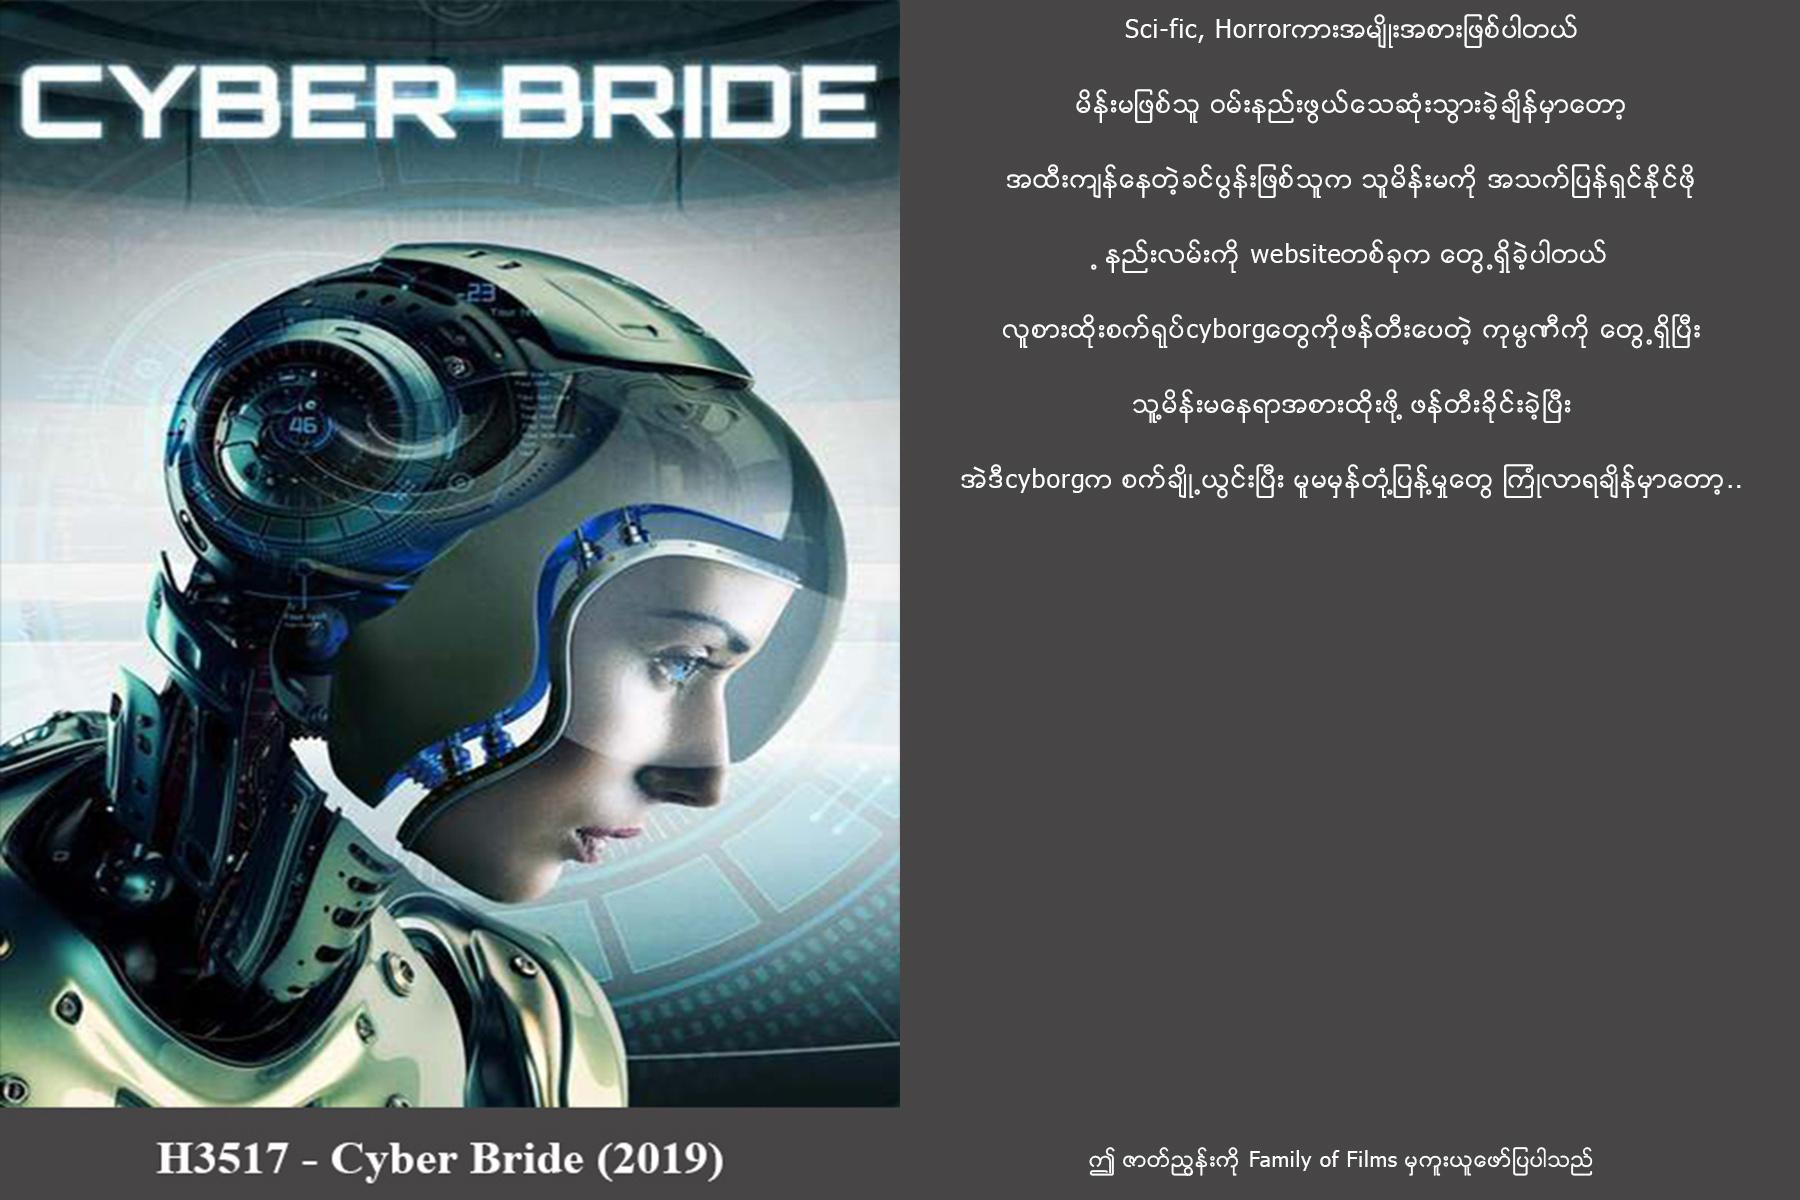 CYBER BRIDE
-23
46
Sci-fic, Horrorကားအမျိုးအစားဖြစ်ပါတယ်
မိန်းမဖြစ်သူ ဝမ်းနည်းဖွယ်သေဆုံးသွားခဲ့ချိန်မှာတော့
အထီးကျန်နေတဲ့ခင်ပွန်းဖြစ်သူက သူမိန်းမကို အသက်ပြန်ရှင်နိုင်ဖို
့ နည်းလမ်းကို websiteတစ်ခုက တွေ့ရှိခဲ့ပါတယ်
လူစားထိုးစက်ရုပ်cyborgတွေကိုဖန်တီးပေတဲ့ ကုမ္ပဏီကို တွေ့ရှိပြီး
သူ့မိန်းမနေရာအစားထိုးဖို့ ဖန်တီးခိုင်းခဲ့ပြီး
အဲဒီcyborgက စက်ချို့ယွင်းပြီး မူမမှန်တုံ့ပြန့်မှုတွေ ကြုံလာရချိန်မှာတော့..
H3517 - Cyber Bride (2019)
ဤ ဇာတ်ညွှန်းကို Family of Films မှကူးယူဖော်ပြပါသည်